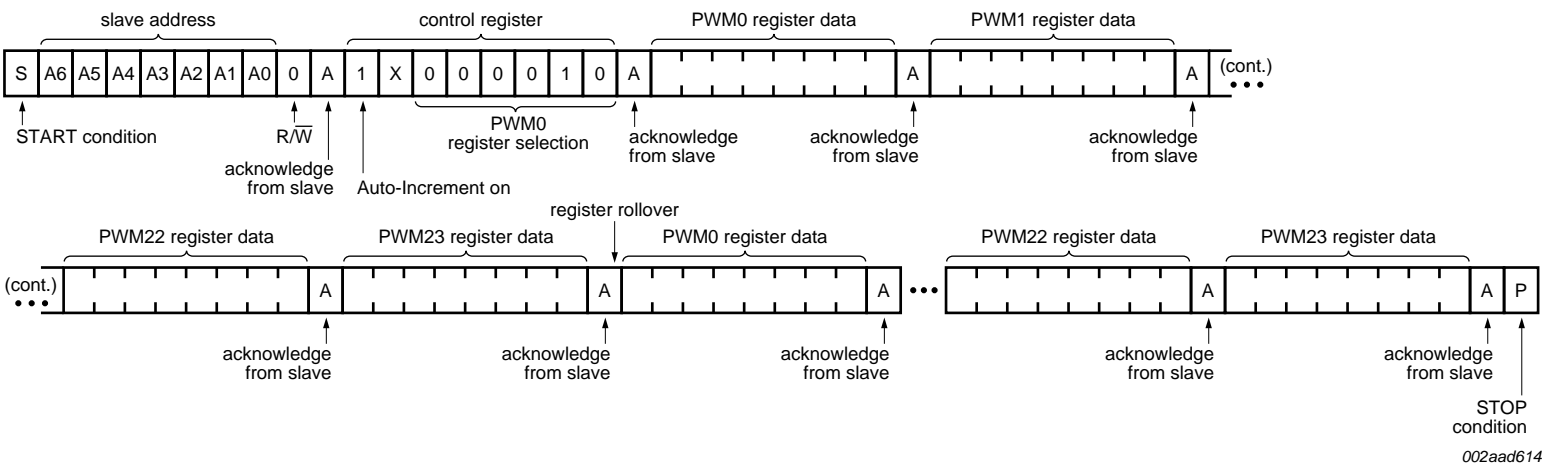 slave address
control register
PWM0 register data
PWM1 register data
S A6 A5 A4 A3 A2 A1 A0 0 A 1 X 0 0 0 0 1 0 A A A (cont.)
START condition
R/W̅
acknowledge
from slave
Auto-Increment on
PWM0
register selection
acknowledge
from slave
acknowledge
from slave
acknowledge
from slave
register rollover
PWM22 register data
PWM23 register data
PWM0 register data
PWM22 register data
PWM23 register data
(cont.) A A A A A P
acknowledge
from slave
acknowledge
from slave
acknowledge
from slave
acknowledge
from slave
acknowledge
from slave
STOP
condition
002aad614